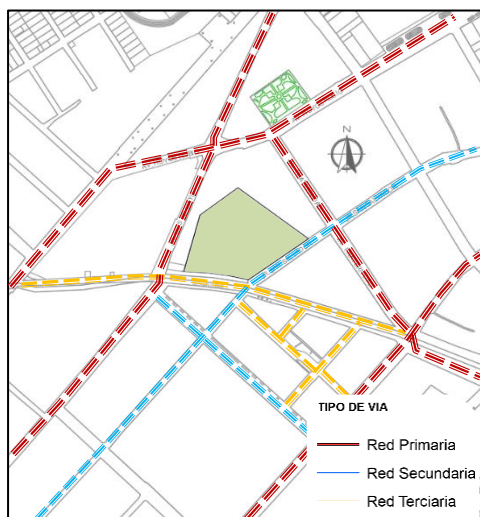 N
TIPO DE VIA
Red Primaria
Red Secundaria
Red Terciaria